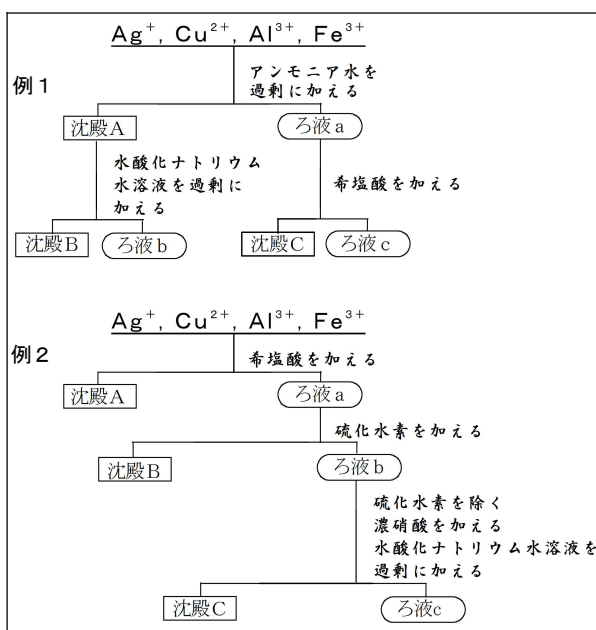 Ag⁺, Cu²⁺, Al³⁺, Fe³⁺
例1
アンモニア水を
過剰に加える
沈殿A
ろ液a
水酸化ナトリウム
水溶液を過剰に
加える
希塩酸を加える
沈殿B
ろ液b
沈殿C
ろ液c
Ag⁺, Cu²⁺, Al³⁺, Fe³⁺
例2
希塩酸を加える
沈殿A
ろ液a
硫化水素を加える
沈殿B
ろ液b
硫化水素を除く
濃硝酸を加える
水酸化ナトリウム水溶液を
過剰に加える
沈殿C
ろ液c